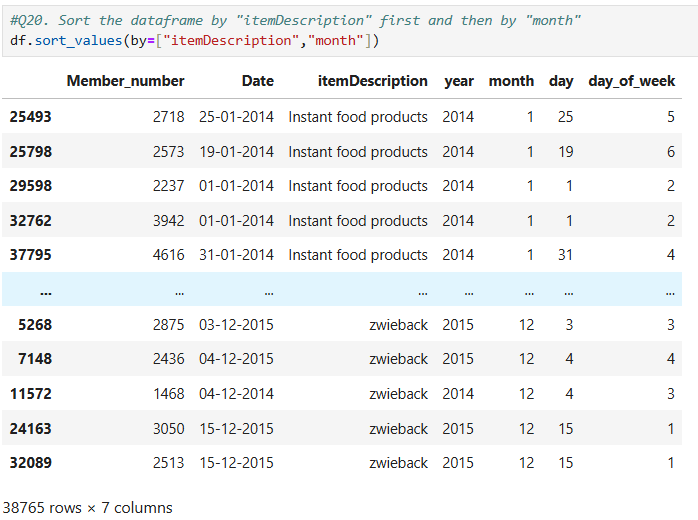 #Q20. Sort the dataframe by "itemDescription" first and then by "month"
df.sort_values(by=["itemDescription","month"])
Member_number Date itemDescription year month day day_of_week
25493 2718 25-01-2014 Instant food products 2014 1 25 5
25798 2573 19-01-2014 Instant food products 2014 1 19 6
29598 2237 01-01-2014 Instant food products 2014 1 1 2
32762 3942 01-01-2014 Instant food products 2014 1 1 2
37795 4616 31-01-2014 Instant food products 2014 1 31 4
... ... ... ... ... ... ... ...
5268 2875 03-12-2015 zwieback 2015 12 3 3
7148 2436 04-12-2015 zwieback 2015 12 4 4
11572 1468 04-12-2014 zwieback 2014 12 4 3
24163 3050 15-12-2015 zwieback 2015 12 15 1
32089 2513 15-12-2015 zwieback 2015 12 15 1
38765 rows × 7 columns